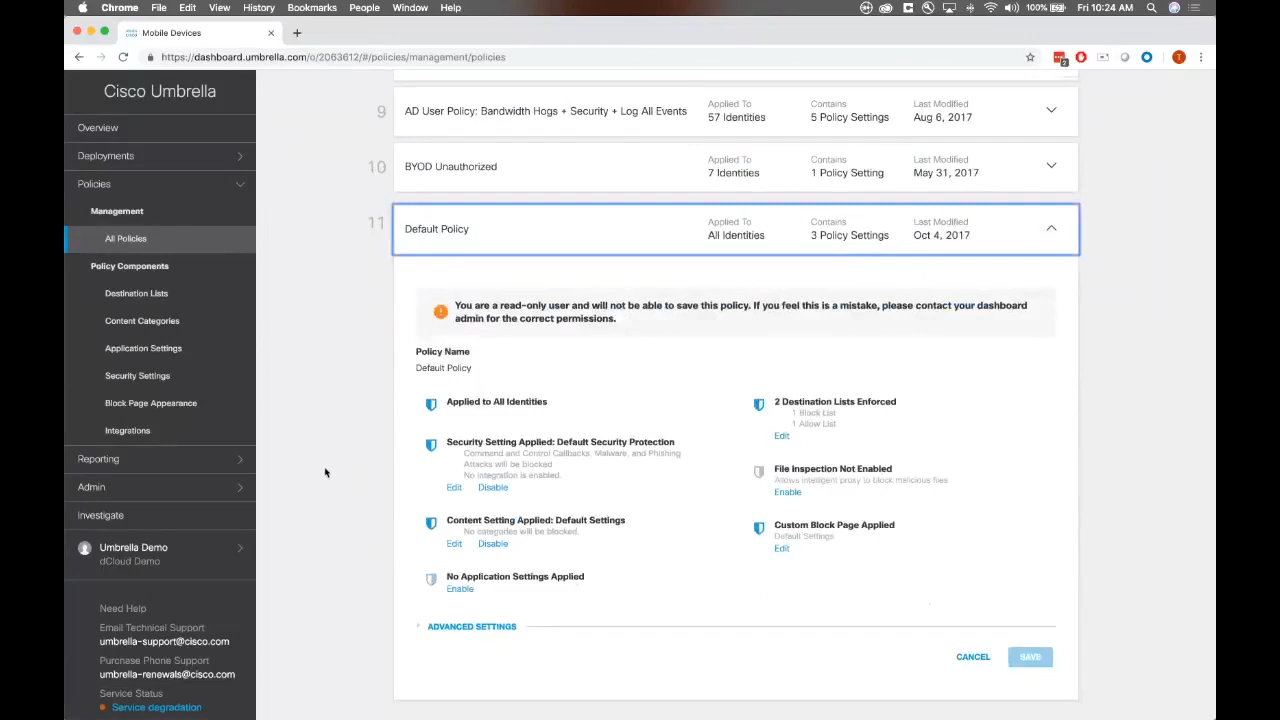 Chrome File Edit View History Bookmarks People Window Help 100% Fri 10:24 AM
Mobile Devices
https://dashboard.umbrella.com/o/2063612/#/policies/management/policies
2
T
Cisco Umbrella
Overview
Deployments
Policies
Management
All Policies
Policy Components
Destination Lists
Content Categories
Application Settings
Security Settings
Block Page Appearance
Integrations
Reporting
Admin
Investigate
Umbrella Demo
dCloud Demo
Need Help
Email Technical Support
umbrella-support@cisco.com
Purchase Phone Support
umbrella-renewals@cisco.com
Service Status
Service degradation
9 AD User Policy: Bandwidth Hogs + Security + Log All Events
Applied To
57 Identities
Contains
5 Policy Settings
Last Modified
Aug 6, 2017
10 BYOD Unauthorized
Applied To
7 Identities
Contains
1 Policy Setting
Last Modified
May 31, 2017
11 Default Policy
Applied To
All Identities
Contains
3 Policy Settings
Last Modified
Oct 4, 2017
You are a read-only user and will not be able to save this policy. If you feel this is a mistake, please contact your dashboard
admin for the correct permissions.
Policy Name
Default Policy
Applied to All Identities
Security Setting Applied: Default Security Protection
Command and Control Callbacks, Malware, and Phishing
Attacks will be blocked
No integration is enabled.
Edit Disable
Content Setting Applied: Default Settings
No categories will be blocked.
Edit Disable
No Application Settings Applied
Enable
2 Destination Lists Enforced
1 Block List
1 Allow List
Edit
File Inspection Not Enabled
Allows intelligent proxy to block malicious files
Enable
Custom Block Page Applied
Default Settings
Edit
ADVANCED SETTINGS
CANCEL SAVE